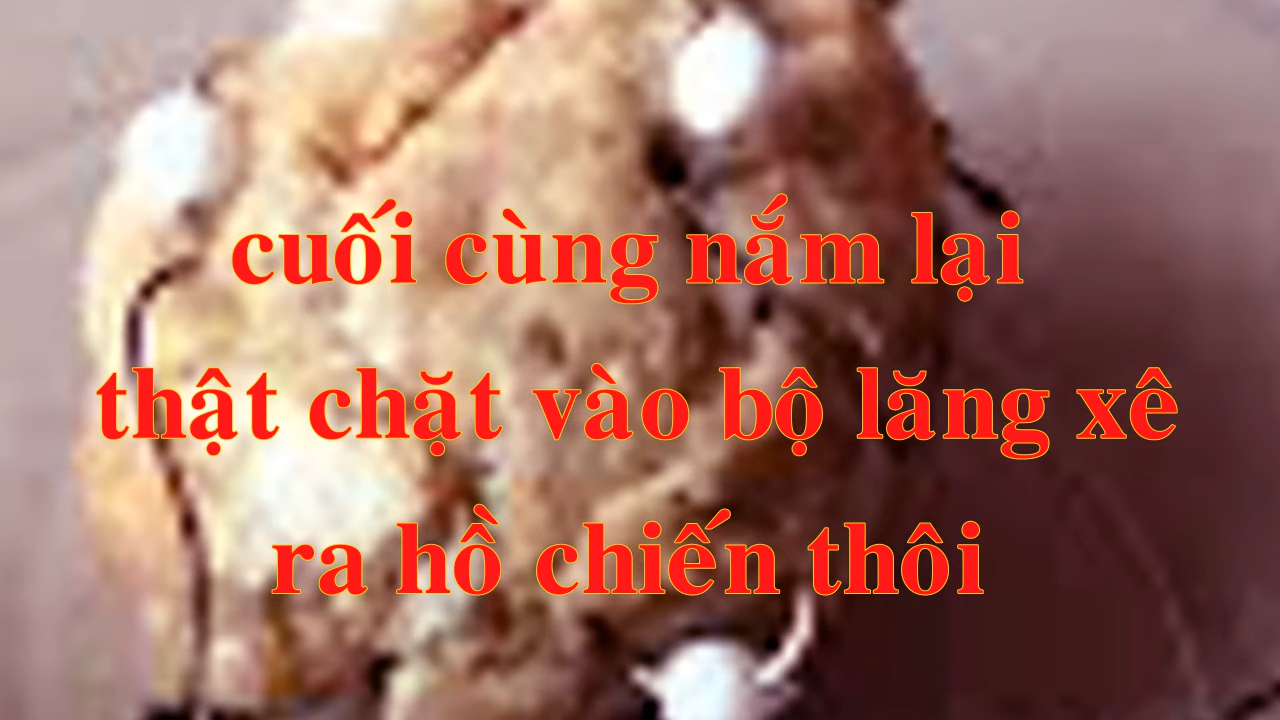 cuối cùng nắm lại
thật chặt vào bộ lăng xê
ra hồ chiến thôi